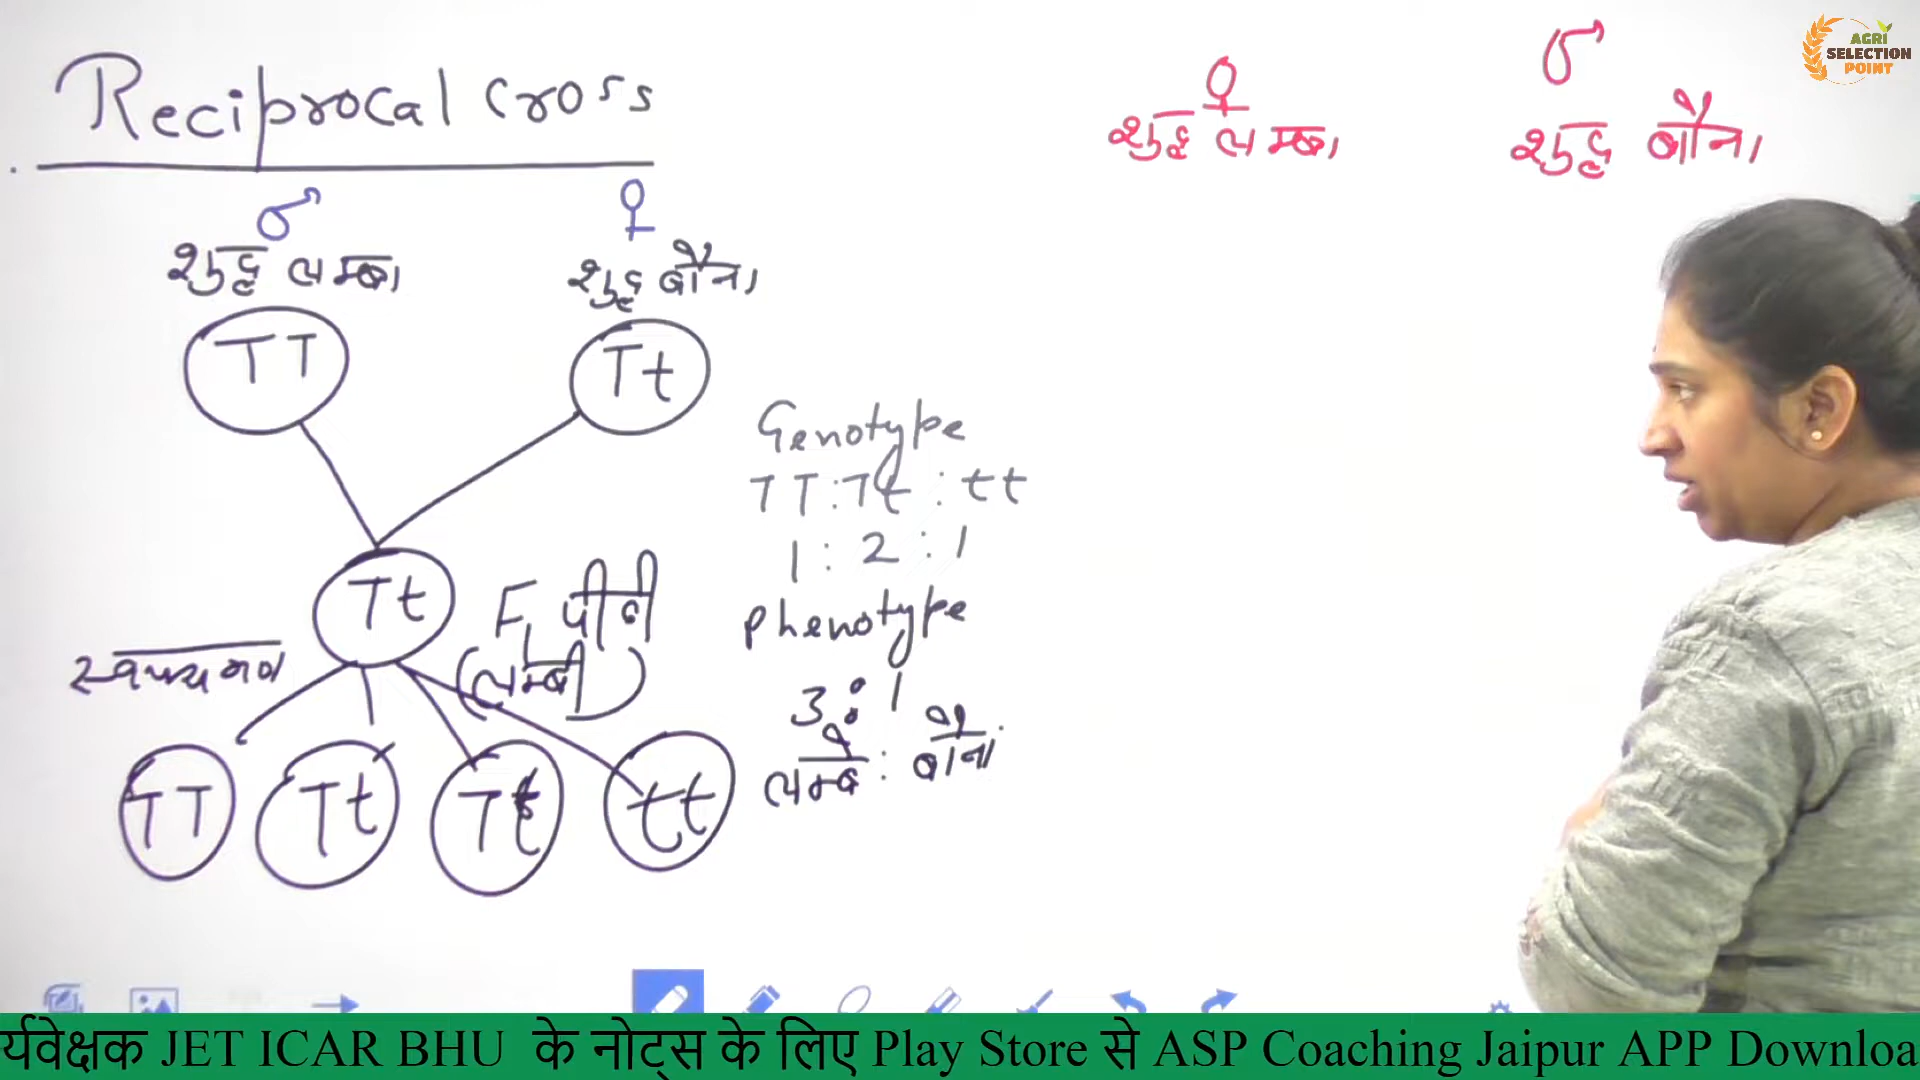 Reciprocal cross
♂ ♀
शुद्ध लम्बा शुद्ध बौना
TT Tt
Tt F₁ पीढी
(लम्बी)
स्वपरागण
TT Tt Tt tt
Genotype
TT : Tt : tt
1 : 2 : 1
phenotype
3 : 1
लम्बे : बौने
♀ ♂
शुद्ध लम्बा शुद्ध बौना
AGRI
SELECTION
POINT
र्यवेक्षक JET ICAR BHU के नोट्स के लिए Play Store से ASP Coaching Jaipur APP Downloa